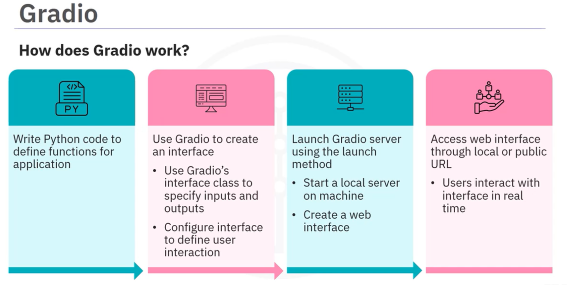 Gradio
How does Gradio work?
PY
Write Python code to
define functions for
application
Use Gradio to create
an interface
• Use Gradio's
interface class to
specify inputs and
outputs
• Configure interface
to define user
interaction
Launch Gradio server
using the launch
method
• Start a local server
on machine
• Create a web
interface
Access web interface
through local or public
URL
• Users interact with
interface in real
time